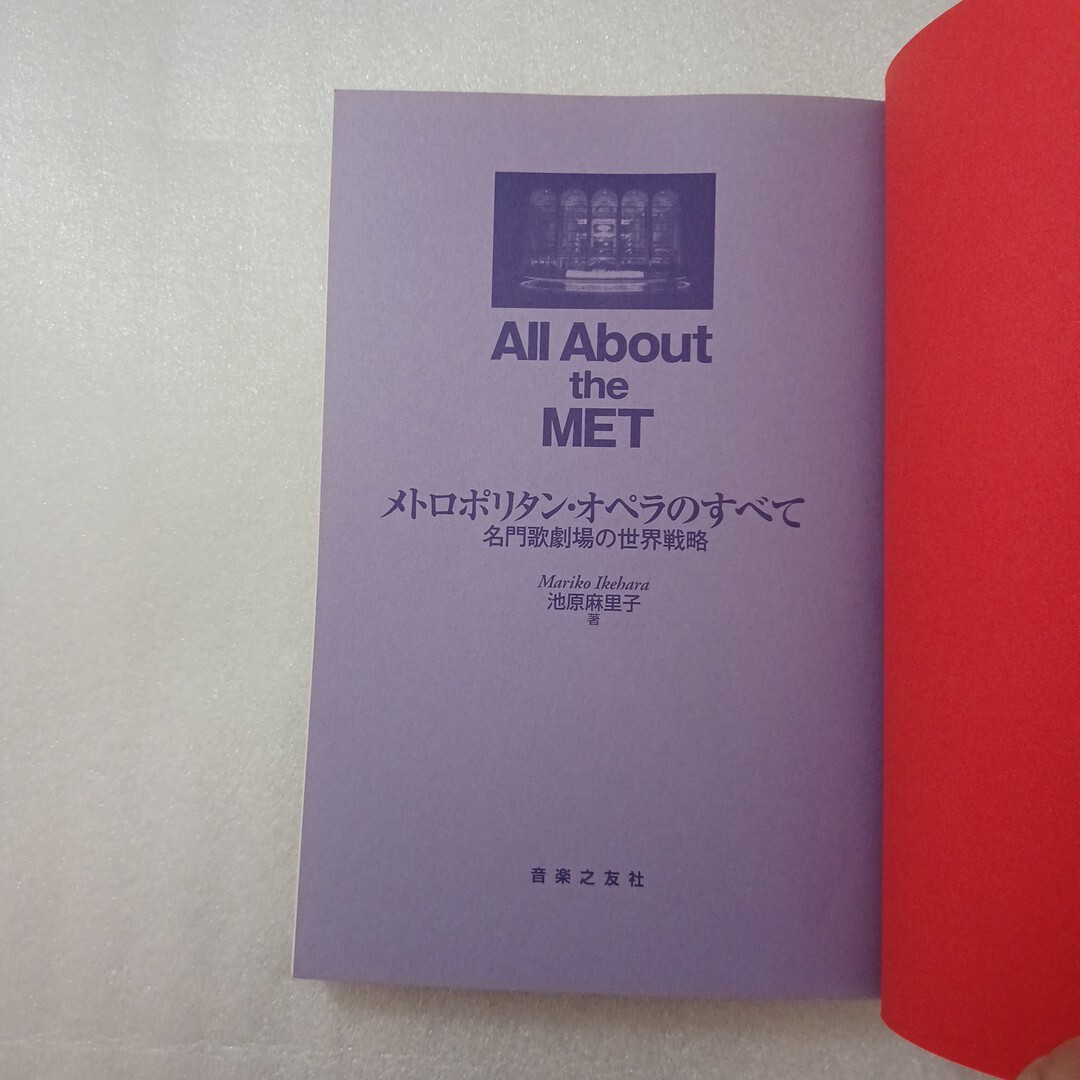 All About
the
MET
メトロポリタン・オペラのすべて
名門歌劇場の世界戦略
Mariko Ikehara
池原麻里子
著
音楽之友社